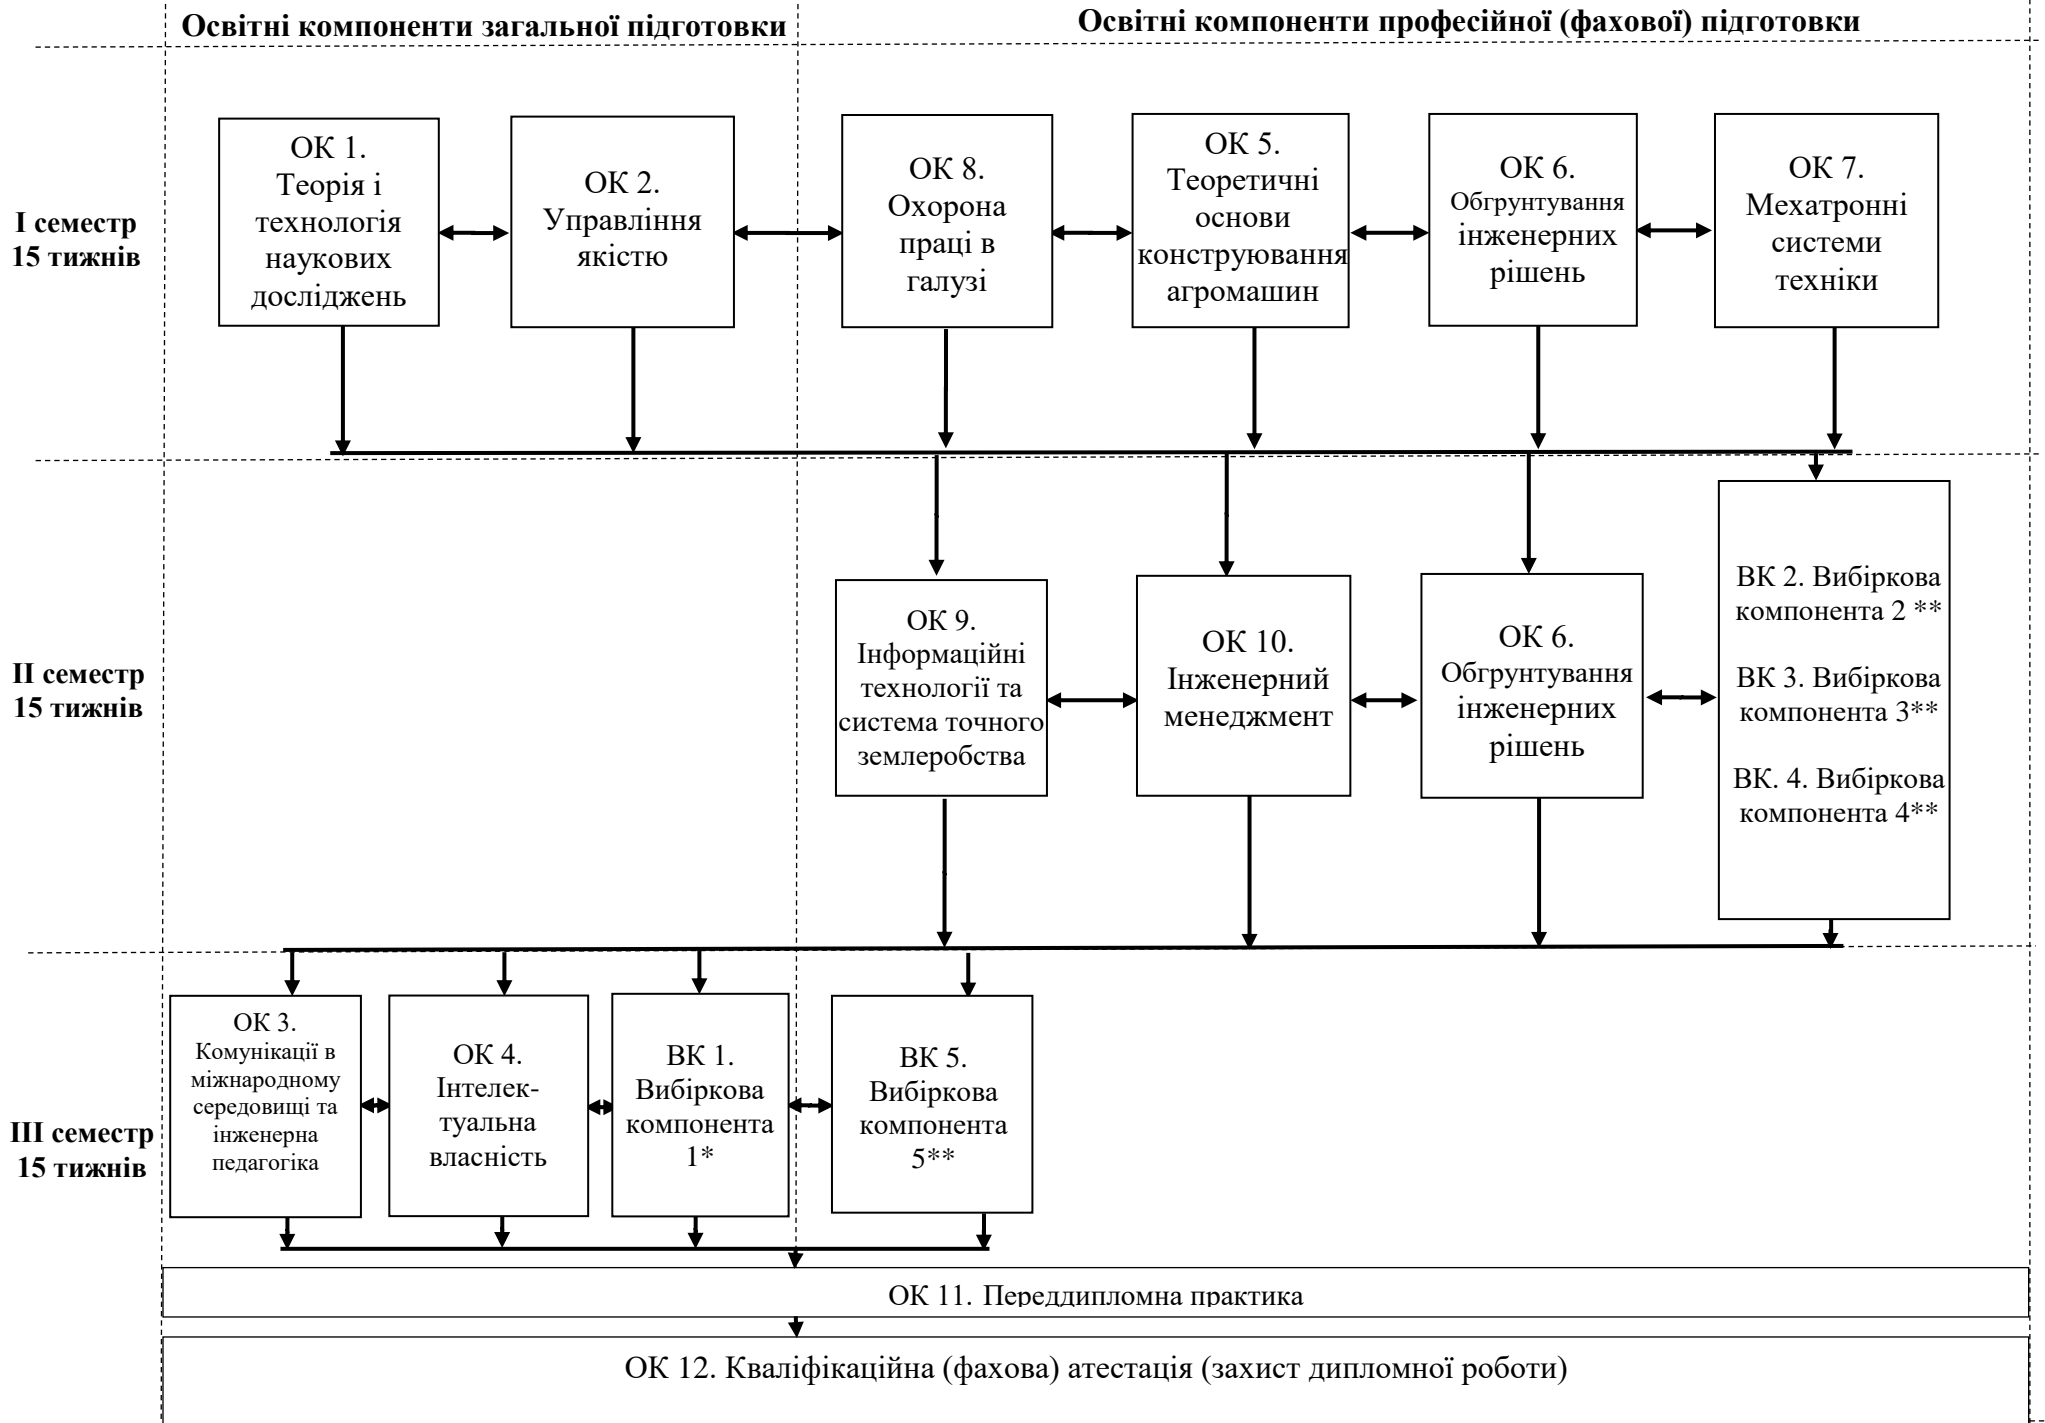 Освітні компоненти загальної підготовки
Освітні компоненти професійної (фахової) підготовки
І семестр
15 тижнів
ОК 1.
Теорія і
технологія
наукових
досліджень
ОК 2.
Управління
якістю
ОК 8.
Охорона
праці в
галузі
ОК 5.
Теоретичні
основи
конструювання
агромашин
ОК 6.
Обгрунтування
інженерних
рішень
ОК 7.
Мехатронні
системи
техніки
ІІ семестр
15 тижнів
ОК 9.
Інформаційні
технології та
система точного
землеробства
ОК 10.
Інженерний
менеджмент
ОК 6.
Обгрунтування
інженерних
рішень
ВК 2. Вибіркова
компонента 2 **
ВК 3. Вибіркова
компонента 3**
ВК. 4. Вибіркова
компонента 4**
ІІІ семестр
15 тижнів
ОК 3.
Комунікації в
міжнародному
середовищі та
інженерна
педагогіка
ОК 4.
Інтелек-
туальна
власність
ВК 1.
Вибіркова
компонента
1*
ВК 5.
Вибіркова
компонента
5**
ОК 11. Переддипломна практика
ОК 12. Кваліфікаційна (фахова) атестація (захист дипломної роботи)